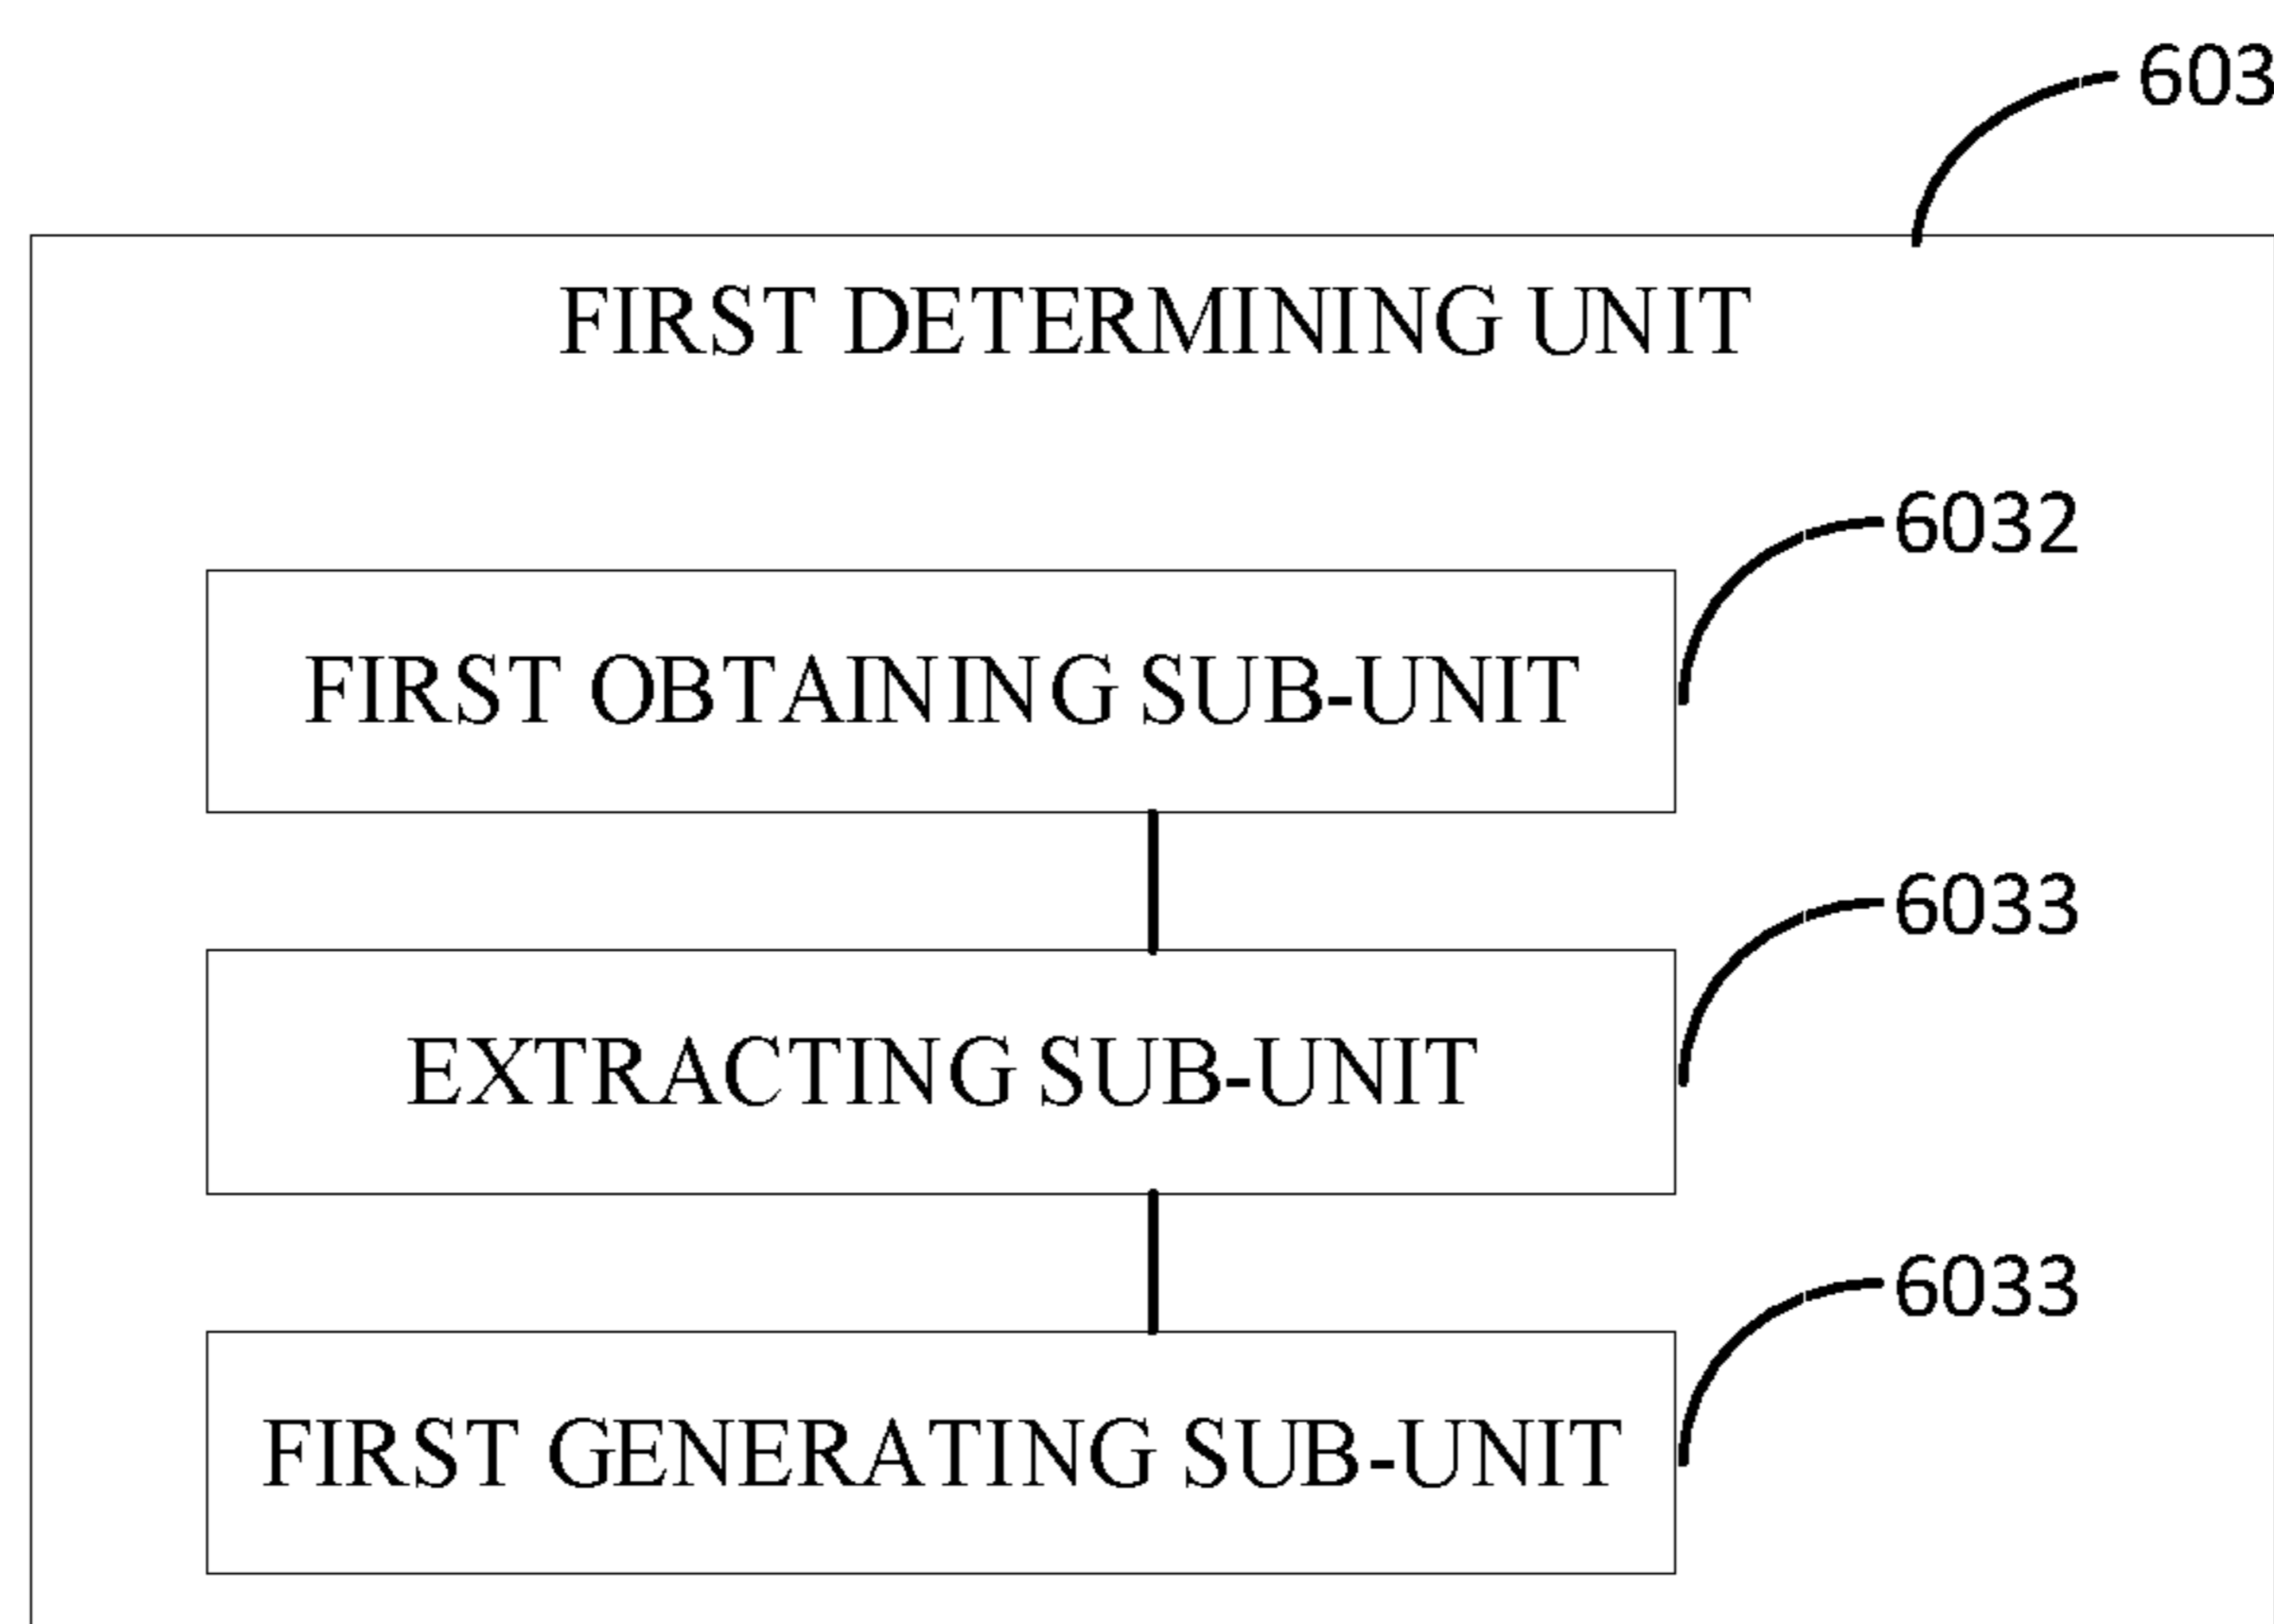 603
FIRST DETERMINING UNIT
6032
FIRST OBTAINING SUB-UNIT
6033
EXTRACTING SUB-UNIT
6033
FIRST GENERATING SUB-UNIT